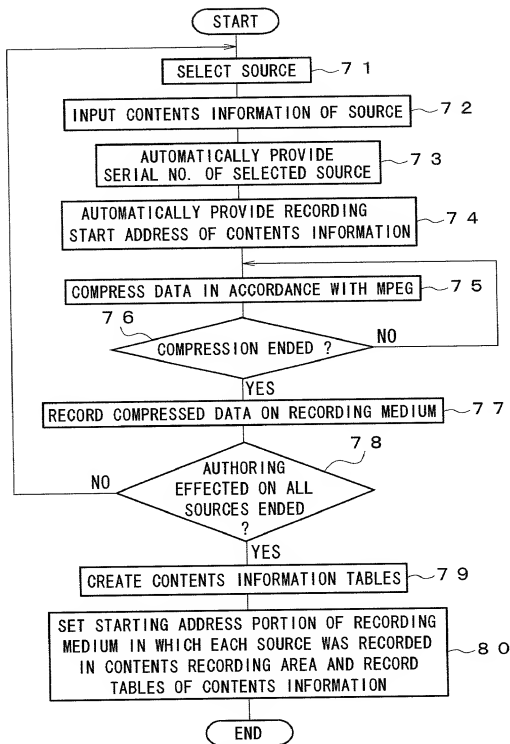 START
SELECT SOURCE
71
INPUT CONTENTS INFORMATION OF SOURCE
72
AUTOMATICALLY PROVIDE
SERIAL NO. OF SELECTED SOURCE
73
AUTOMATICALLY PROVIDE RECORDING
START ADDRESS OF CONTENTS INFORMATION
74
COMPRESS DATA IN ACCORDANCE WITH MPEG
75
76
COMPRESSION ENDED ?
NO
YES
RECORD COMPRESSED DATA ON RECORDING MEDIUM
77
78
AUTHORING
EFFECTED ON ALL
SOURCES ENDED
?
NO
YES
CREATE CONTENTS INFORMATION TABLES
79
SET STARTING ADDRESS PORTION OF RECORDING
MEDIUM IN WHICH EACH SOURCE WAS RECORDED
IN CONTENTS RECORDING AREA AND RECORD
TABLES OF CONTENTS INFORMATION
80
END